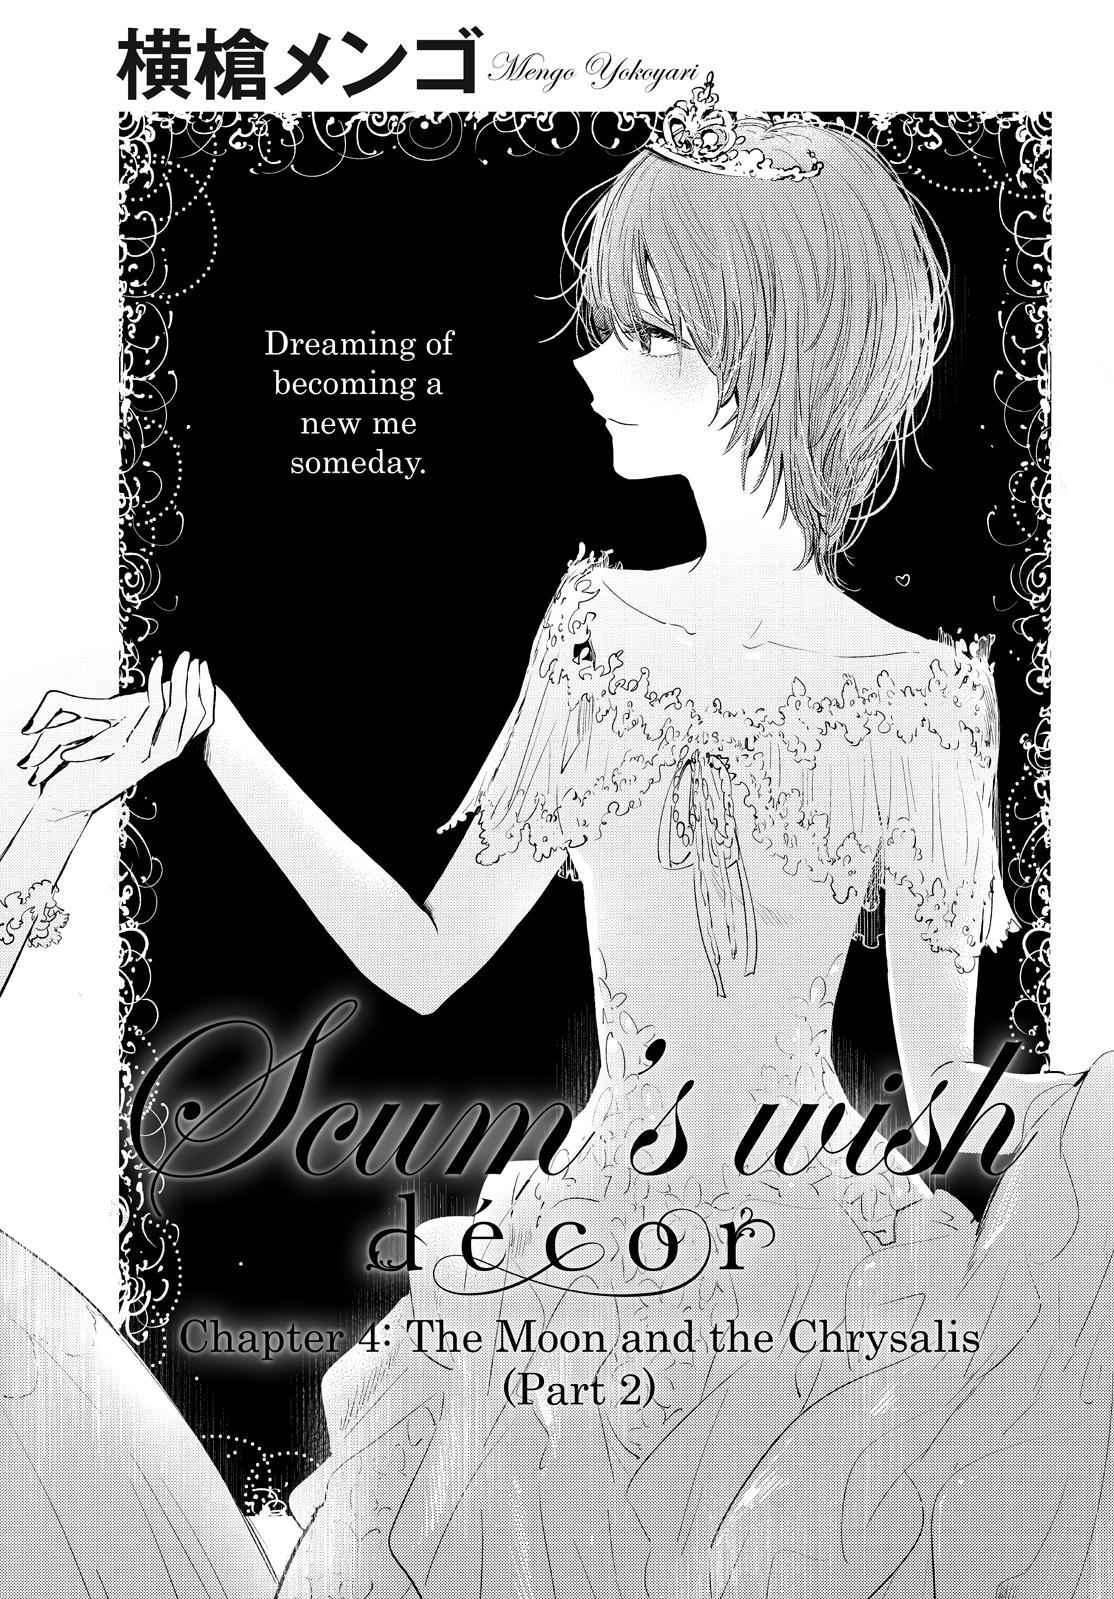 横槍メンゴ
Mengo Yokoyari
Dreaming of
becoming a
new me
someday.
Scum's wish
décor
Chapter 4: The Moon and the Chrysalis
(Part 2)